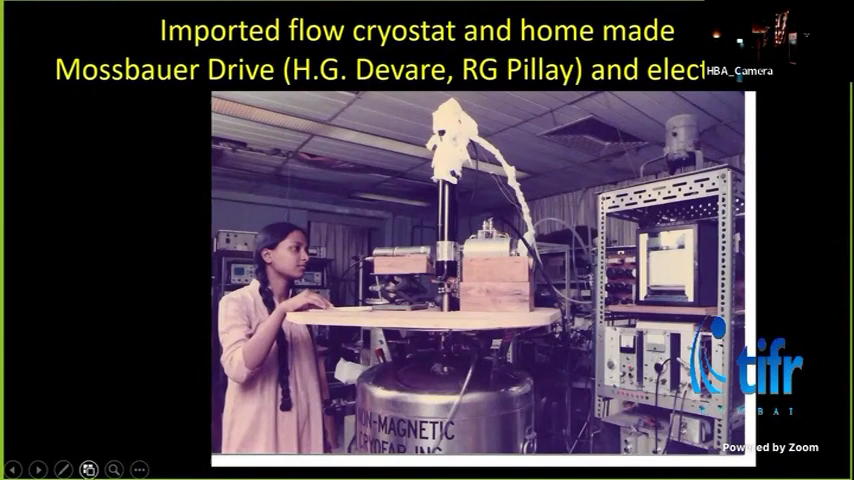 Imported flow cryostat and home made
Mossbauer Drive (H.G. Devare, RG Pillay) and elect
HBA_Camera
NON-MAGNETIC
CRYOFAB, INC.
tifr
Powered by Zoom